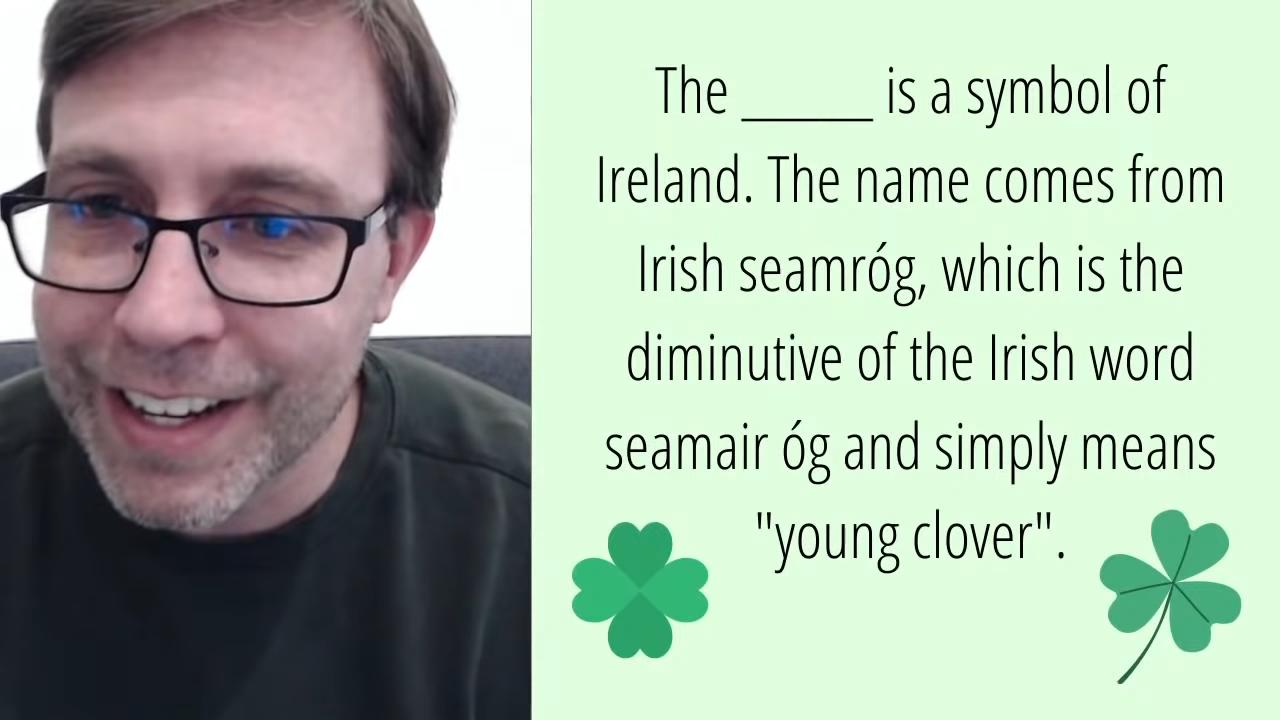 The _____ is a symbol of
Ireland. The name comes from
Irish seamróg, which is the
diminutive of the Irish word
seamair óg and simply means
"young clover".